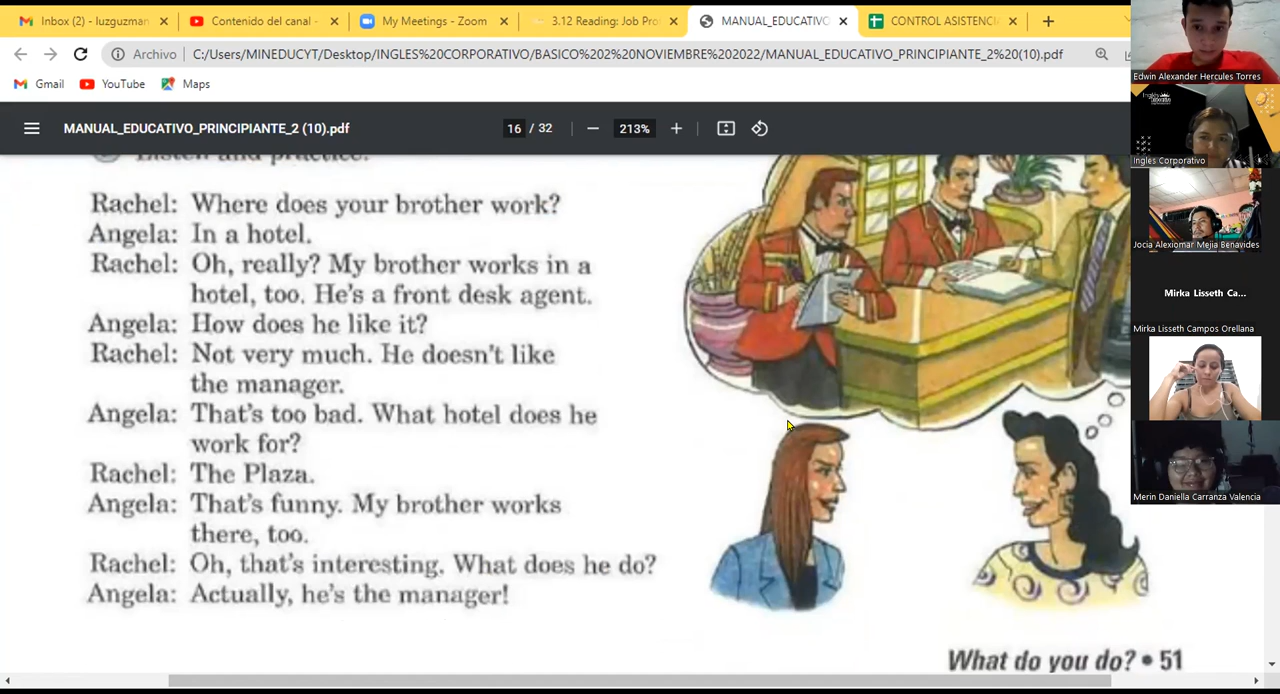 Inbox (2) - luzguzman
Contenido del canal -
My Meetings - Zoom
3.12 Reading: Job Pro
MANUAL_EDUCATIVO
CONTROL ASISTENCI
Archivo
C:/Users/MINEDUCYT/Desktop/INGLES%20CORPORATIVO/BASICO%202%20NOVIEMBRE%202022/MANUAL_EDUCATIVO_PRINCIPIANTE_2%20(10).pdf
Gmail
YouTube
Maps
MANUAL_EDUCATIVO_PRINCIPIANTE_2 (10).pdf
16 / 32
213%
Listen and practice.
Rachel: Where does your brother work?
Angela: In a hotel.
Rachel: Oh, really? My brother works in a
hotel, too. He's a front desk agent.
Angela: How does he like it?
Rachel: Not very much. He doesn't like
the manager.
Angela: That's too bad. What hotel does he
work for?
Rachel: The Plaza.
Angela: That's funny. My brother works
there, too.
Rachel: Oh, that's interesting. What does he do?
Angela: Actually, he's the manager!
What do you do? • 51
Edwin Alexander Hercules Torres
Ingles Corporativo
Jocia Alexiomar Mejia Benavides
Mirka Lisseth Ca...
Mirka Lisseth Campos Orellana
Merin Daniella Carranza Valencia